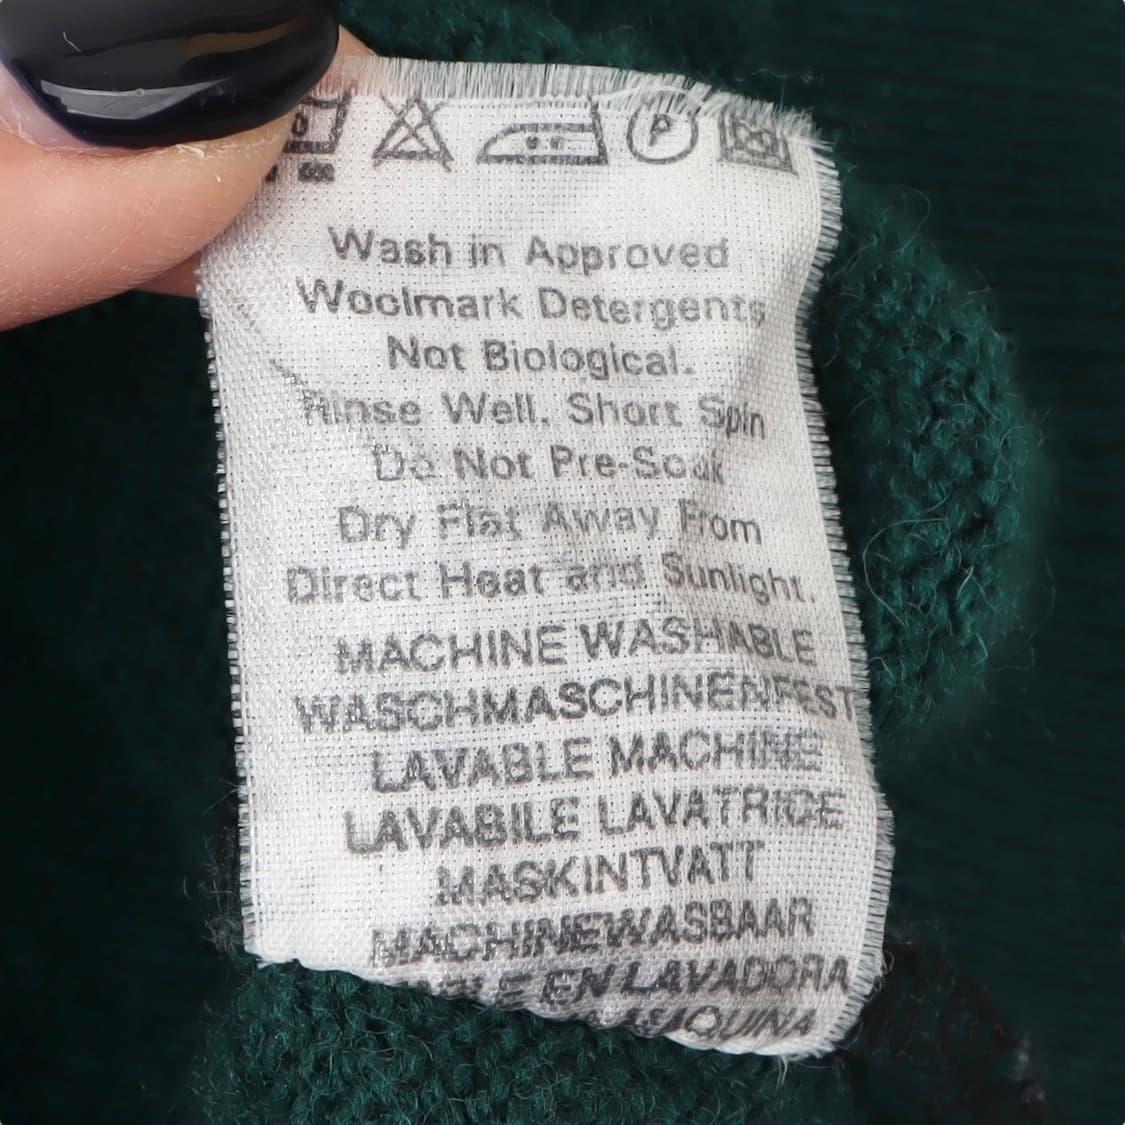 P
Wash in Approved
Woolmark Detergents
Not Biological.
Rinse Well. Short Spin
Do Not Pre-Soak
Dry Flat Away From
Direct Heat and Sunlight.
MACHINE WASHABLE
WASCHMASCHINENFEST
LAVABLE MACHINE
LAVABILE LAVATRICE
MASKINTVATT
MACHINEWASBAAR
EN LAVADORA